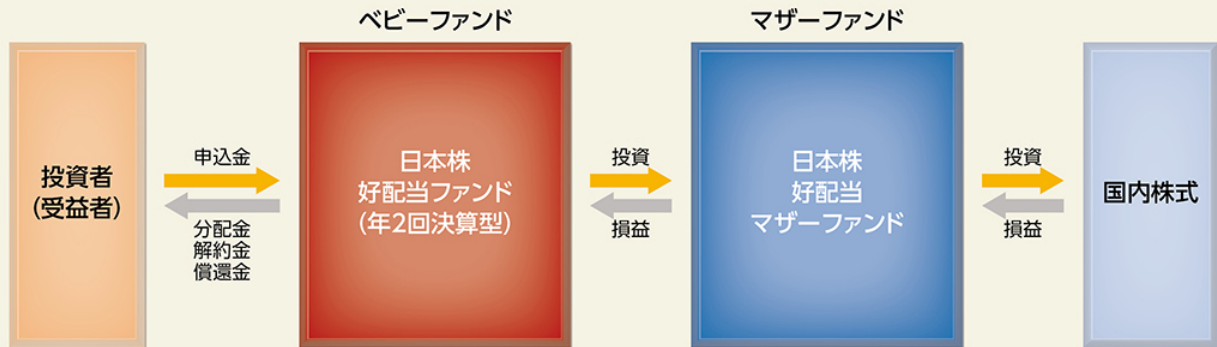 ベビーファンド
マザーファンド
投資者
(受益者)
申込金
分配金
解約金
償還金
日本株
好配当ファンド
(年2回決算型)
投資
損益
日本株
好配当
マザーファンド
投資
損益
国内株式